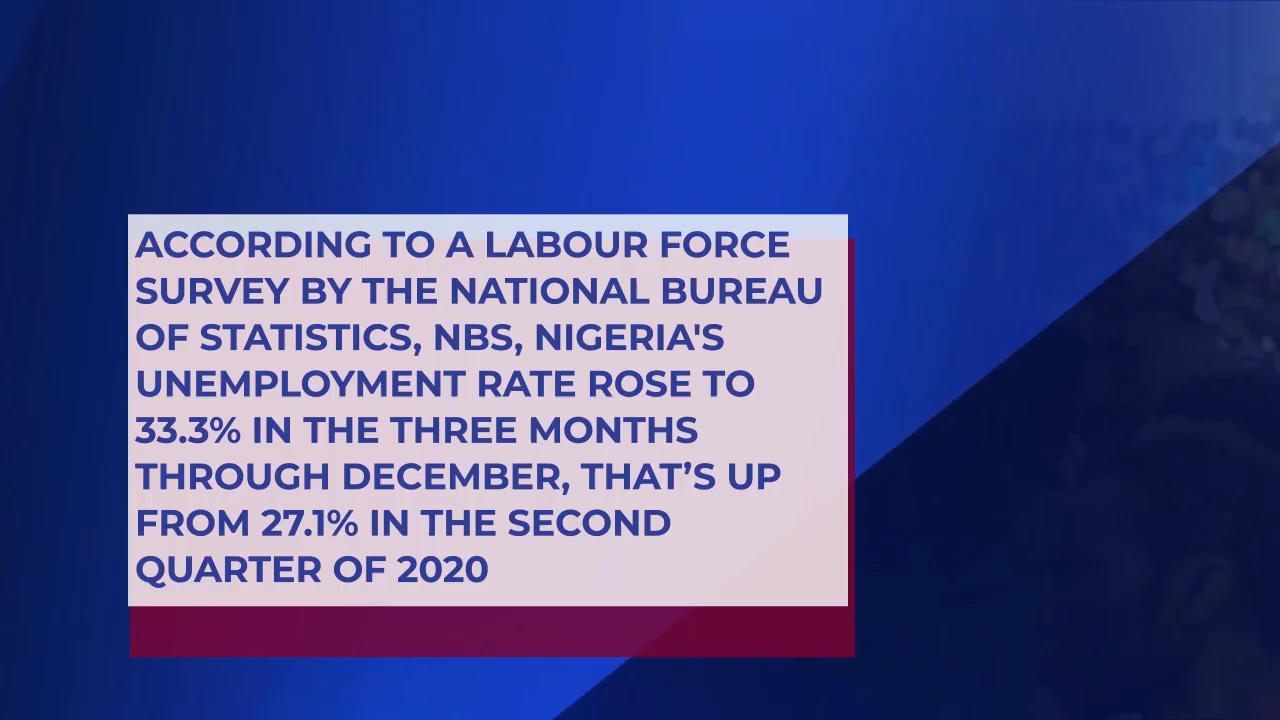 ACCORDING TO A LABOUR FORCE
SURVEY BY THE NATIONAL BUREAU
OF STATISTICS, NBS, NIGERIA'S
UNEMPLOYMENT RATE ROSE TO
33.3% IN THE THREE MONTHS
THROUGH DECEMBER, THAT’S UP
FROM 27.1% IN THE SECOND
QUARTER OF 2020